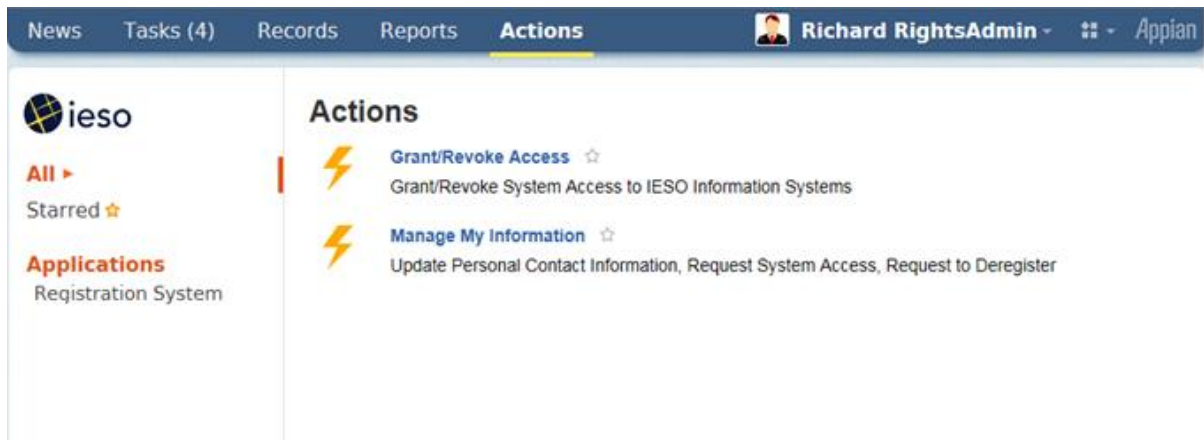 News Tasks (4) Records Reports Actions Richard RightsAdmin Appian
ieso
All
Starred
Applications
Registration System
Actions
Grant/Revoke Access
Grant/Revoke System Access to IESO Information Systems
Manage My Information
Update Personal Contact Information, Request System Access, Request to Deregister